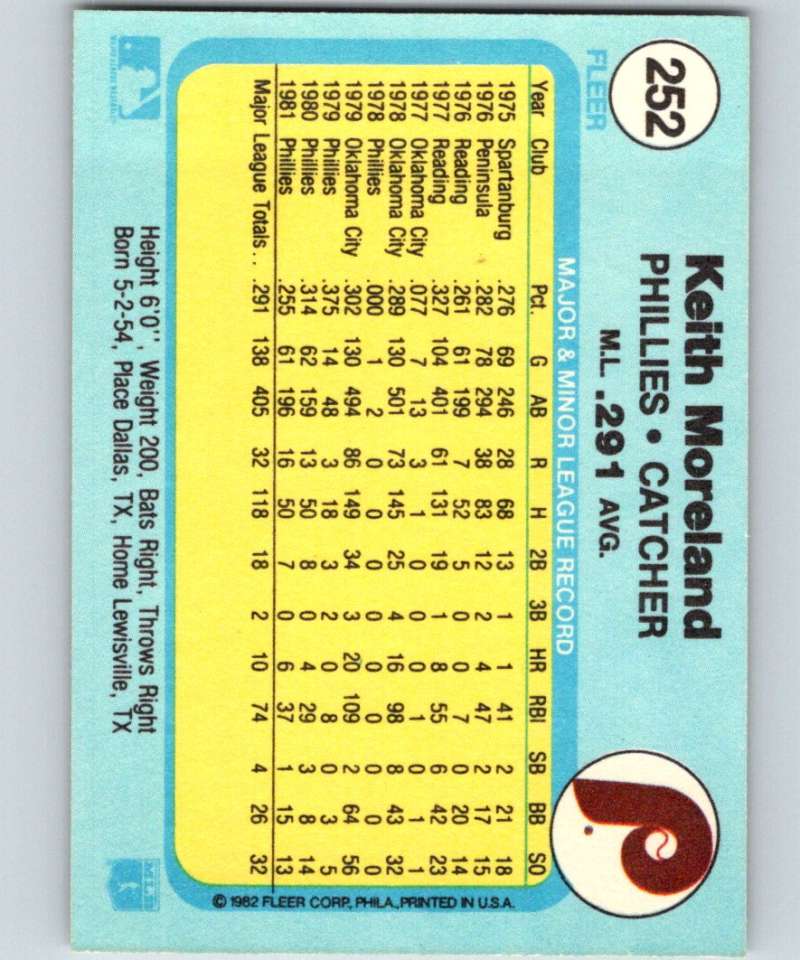 252
FLEER
Keith Moreland
PHILLIES • CATCHER
M.L. .291 AVG.
MAJOR & MINOR LEAGUE RECORD
Year Club Pct. G AB R H 2B 3B HR RBI SB BB SO
1975 Spartanburg .276 69 246 28 68 13 1 1 41 2 21 18
1976 Peninsula .282 78 294 38 83 12 2 4 47 2 17 15
1976 Reading .261 61 199 7 52 5 0 0 7 0 20 14
1977 Reading .327 104 401 61 131 19 1 8 55 6 42 23
1977 Oklahoma City .077 7 13 3 1 0 0 0 1 0 1 1
1978 Oklahoma City .289 130 501 73 145 25 4 16 98 8 43 32
1978 Phillies .000 1 2 0 0 0 0 0 0 0 0 0
1979 Oklahoma City .302 130 494 86 149 34 3 20 109 2 64 56
1979 Phillies .375 14 48 3 18 3 2 0 8 0 3 5
1980 Phillies .314 62 159 13 50 8 0 4 29 3 8 14
1981 Phillies .255 61 196 16 50 7 0 6 37 1 15 13
Major League Totals . . .291 138 405 32 118 18 2 10 74 4 26 32
© 1982 FLEER CORP., PHILA., PRINTED IN U.S.A.
Height 6'0'', Weight 200, Bats Right, Throws Right
Born 5-2-54, Place Dallas, TX, Home Lewisville, TX